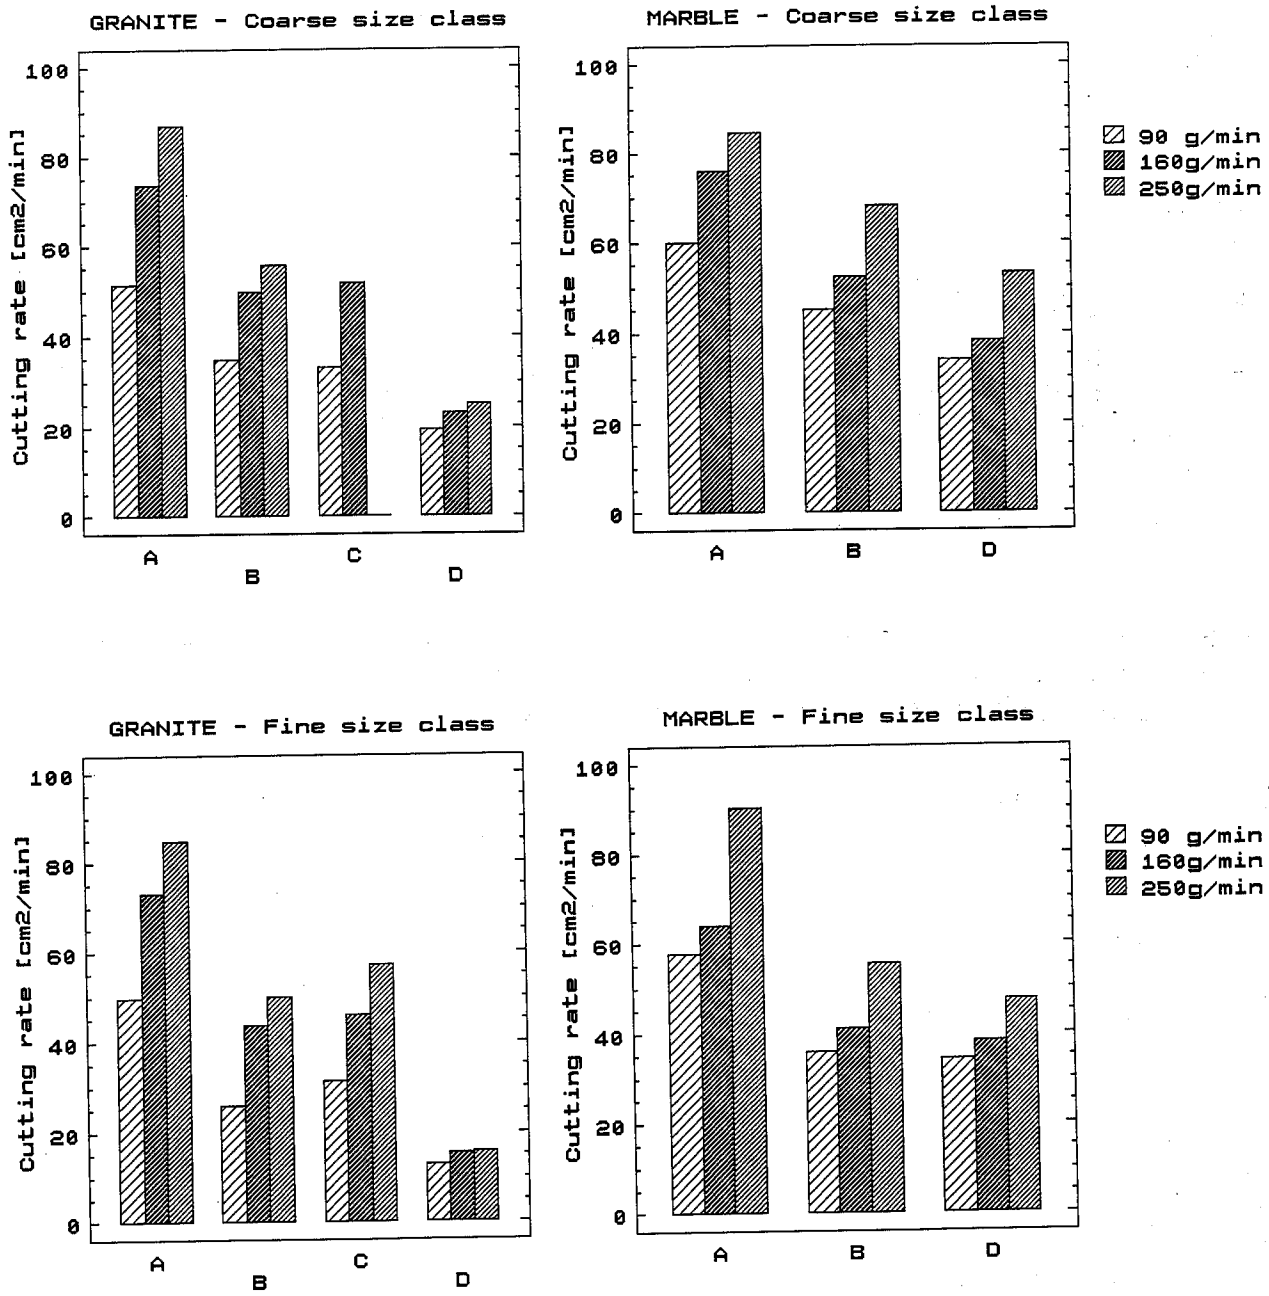 GRANITE - Coarse size class
Cutting rate [cm2/min]
100
80
60
40
20
0
A
B
C
D
MARBLE - Coarse size class
Cutting rate [cm2/min]
100
80
60
40
20
0
A
B
D
90 g/min
160g/min
250g/min
GRANITE - Fine size class
Cutting rate [cm2/min]
100
80
60
40
20
0
A
B
C
D
MARBLE - Fine size class
Cutting rate [cm2/min]
100
80
60
40
20
0
A
B
D
90 g/min
160g/min
250g/min